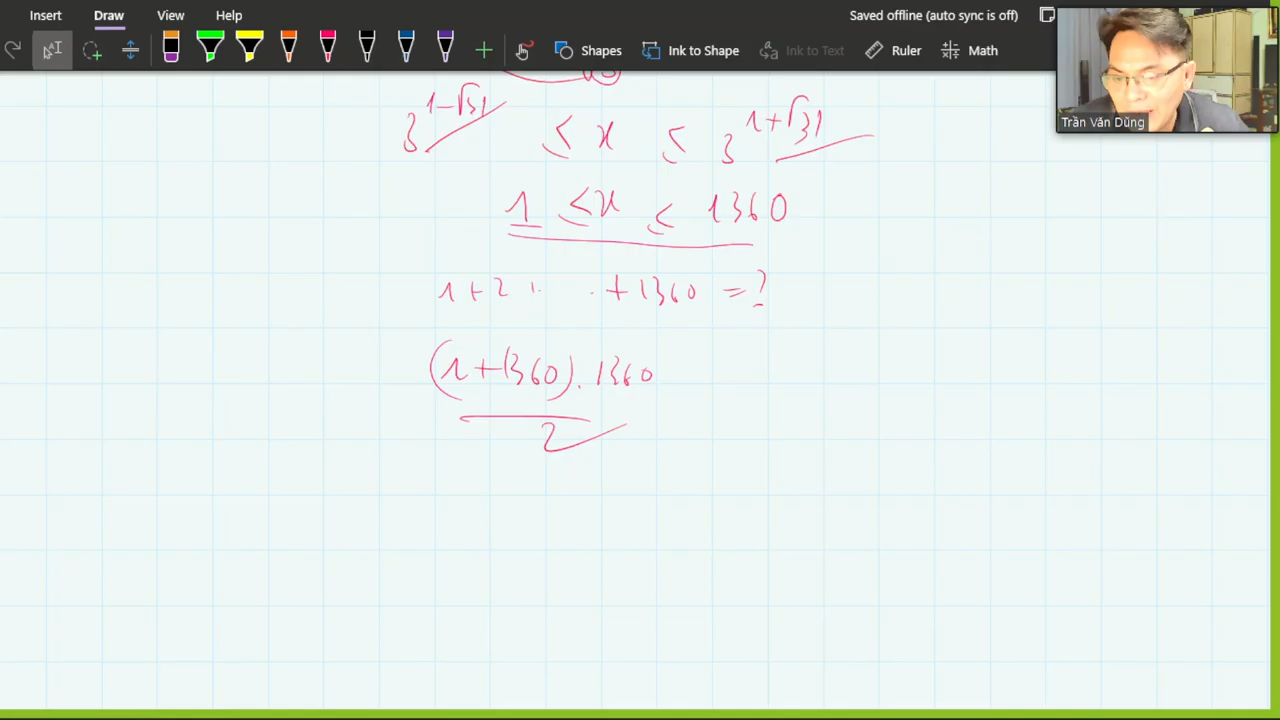 Insert Draw View Help Saved offline (auto sync is off)
Shapes Ink to Shape Ink to Text Ruler Math
Trần Văn Dũng
3^{1-√31} ≤ x ≤ 3^{1+√31}
1 ≤ x ≤ 1360
1 + 2 + . . + 1360 = ?
(1 + 1360) . 1360
2